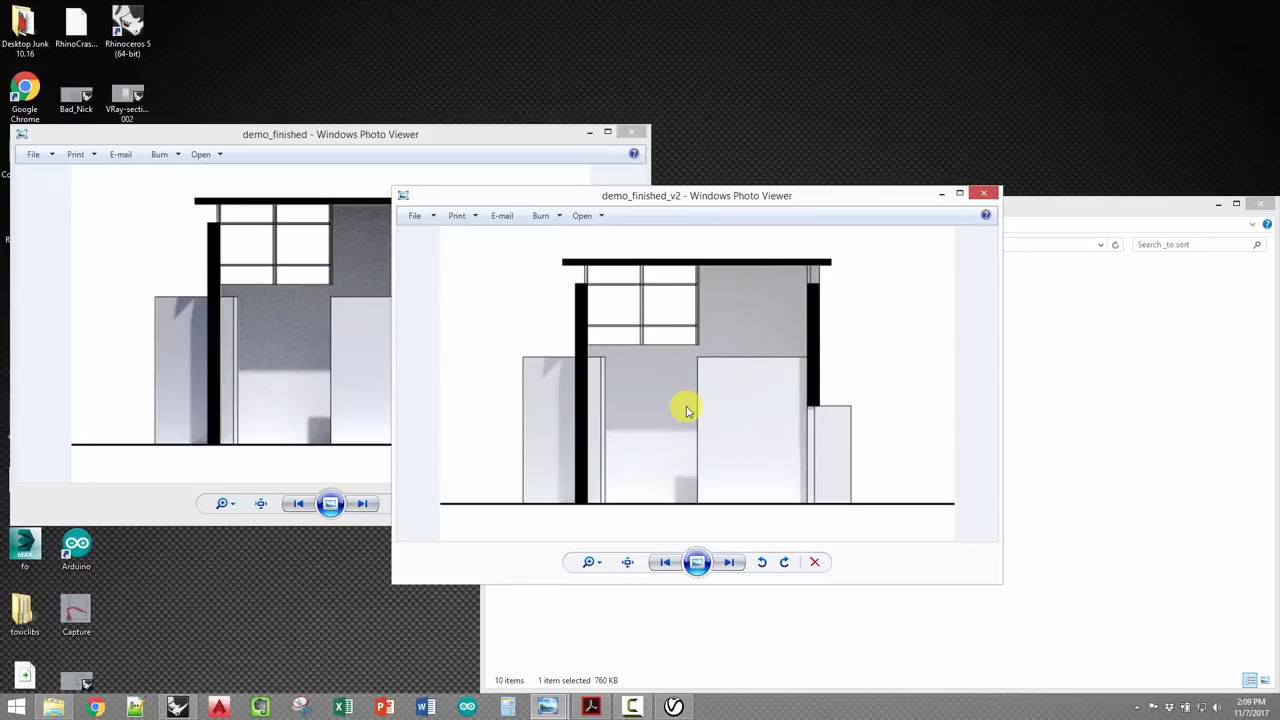 Desktop Junk
10.16
RhinoCras...
Rhinoceros 5
(64-bit)
Google
Chrome
Bad_Nick
VRay-secti...
002
demo_finished - Windows Photo Viewer
File
Print
E-mail
Burn
Open
demo_finished_v2 - Windows Photo Viewer
File
Print
E-mail
Burn
Open
Search _to sort
MAX
fo
Arduino
toxiclibs
Capture
10 items
1 item selected 760 KB
2:09 PM
11/7/2017